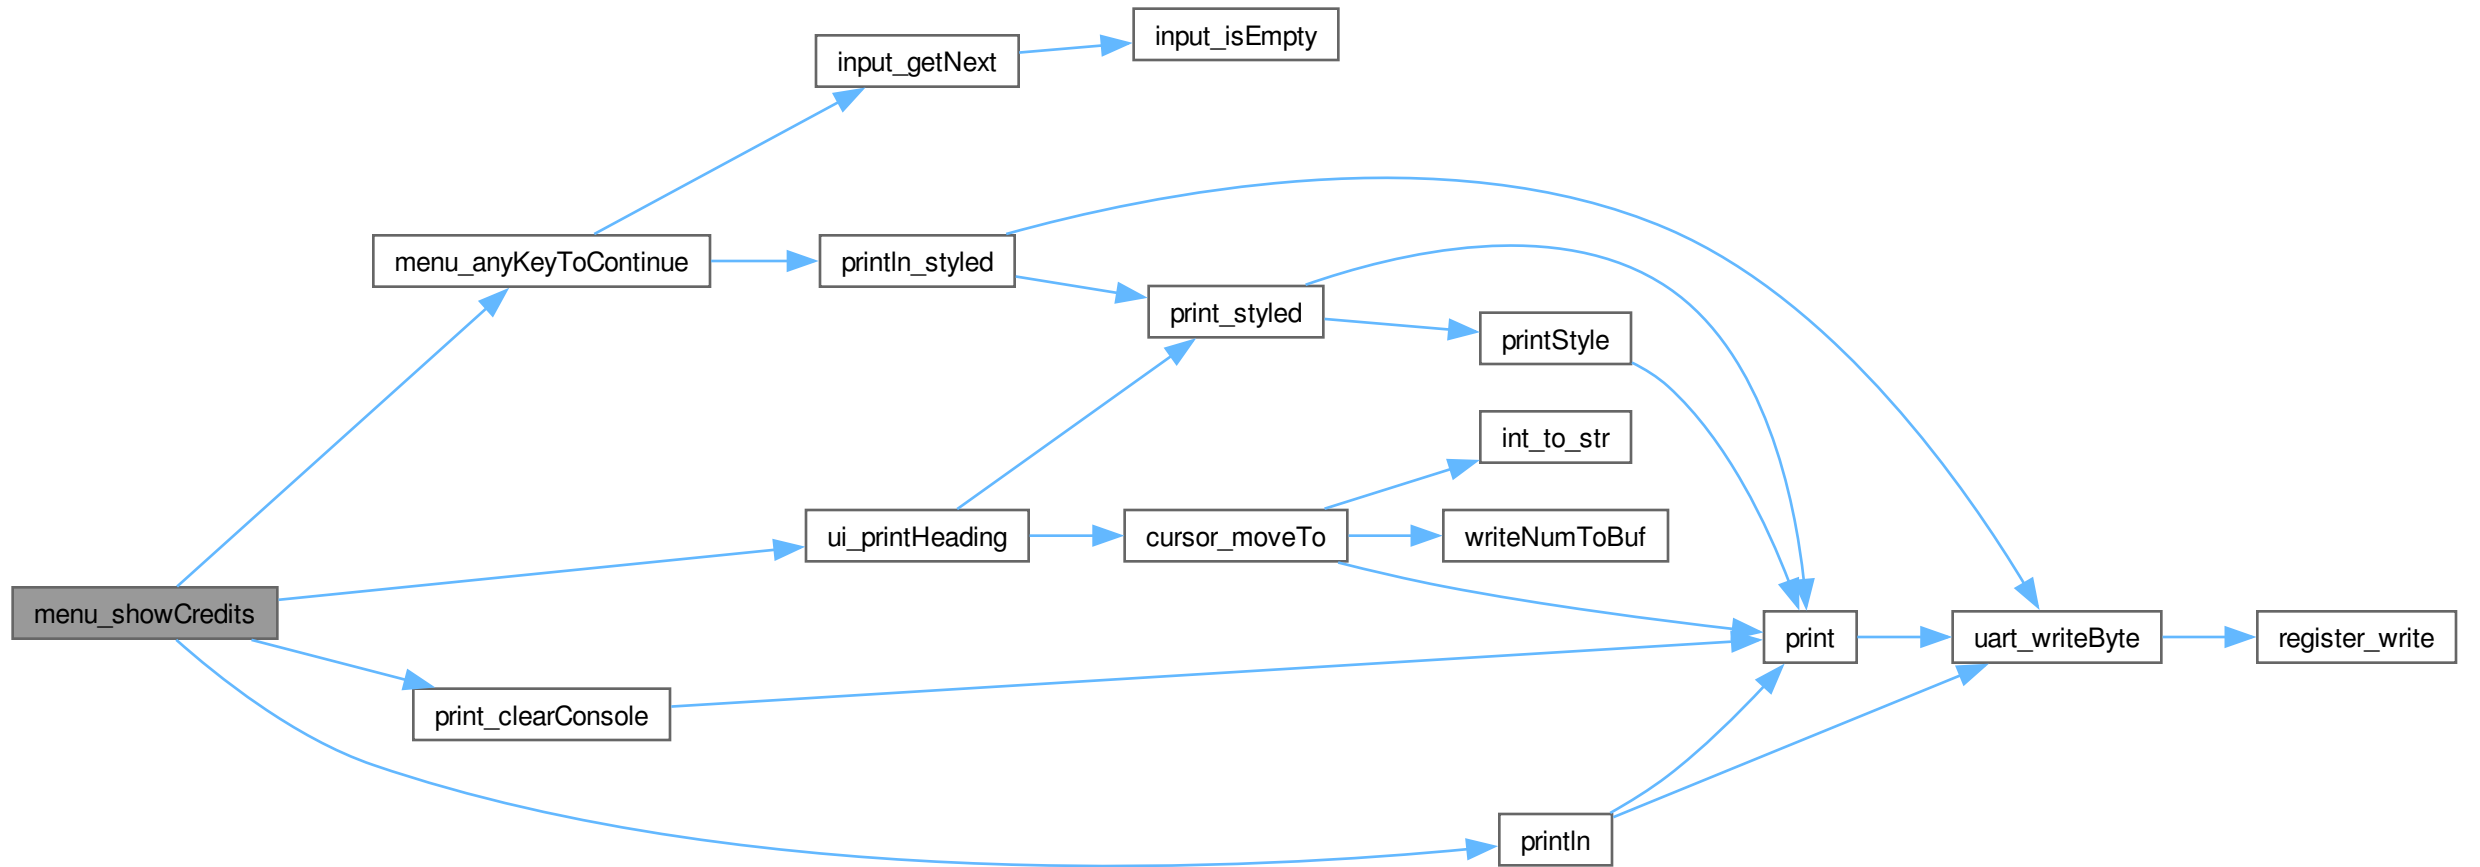 input_isEmpty
input_getNext
menu_anyKeyToContinue
println_styled
print_styled
printStyle
int_to_str
ui_printHeading
cursor_moveTo
writeNumToBuf
menu_showCredits
print
uart_writeByte
register_write
print_clearConsole
println